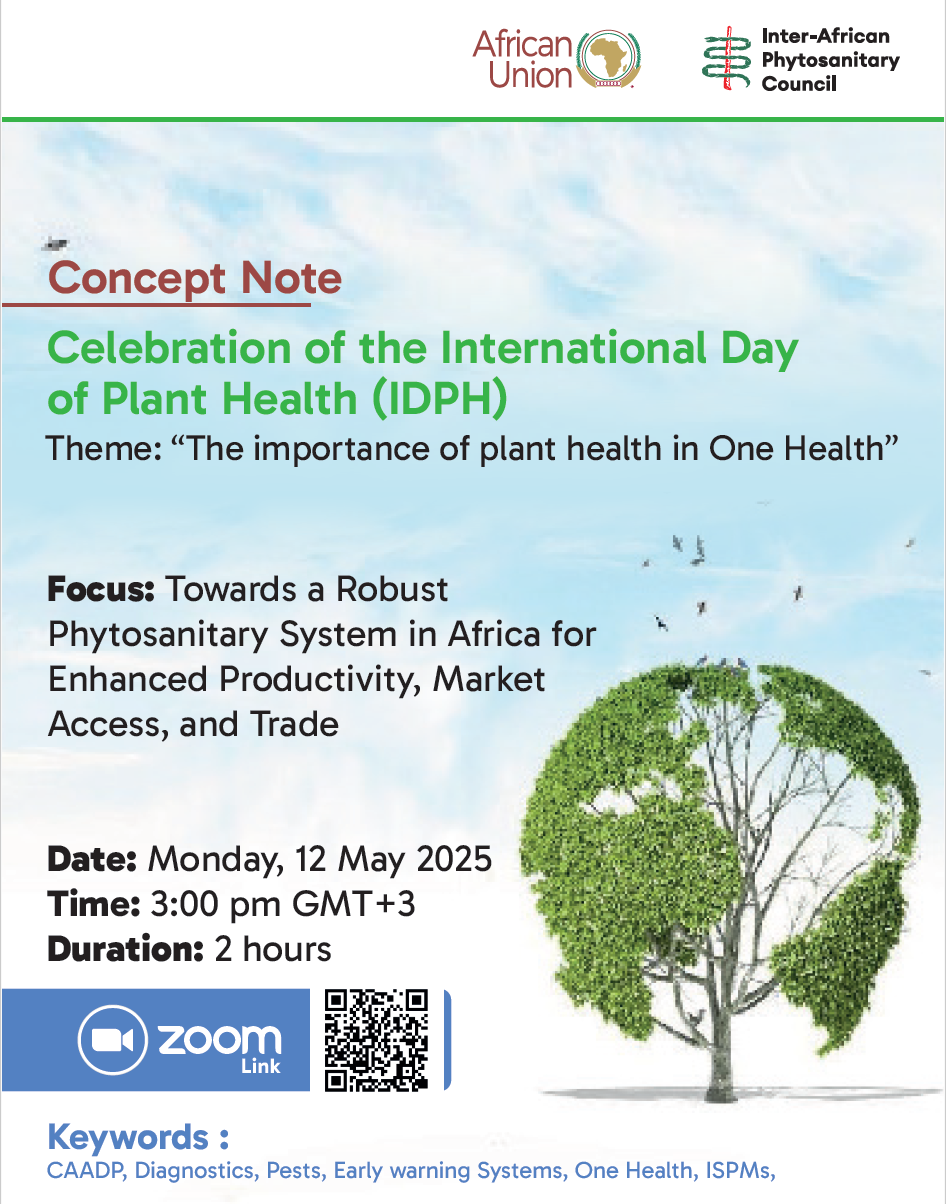 African
Union
Inter-African
Phytosanitary
Council
Concept Note
Celebration of the International Day
of Plant Health (IDPH)
Theme: “The importance of plant health in One Health”
Focus: Towards a Robust
Phytosanitary System in Africa for
Enhanced Productivity, Market
Access, and Trade
Date: Monday, 12 May 2025
Time: 3:00 pm GMT+3
Duration: 2 hours
zoom
Link
Keywords :
CAADP, Diagnostics, Pests, Early warning Systems, One Health, ISPMs,